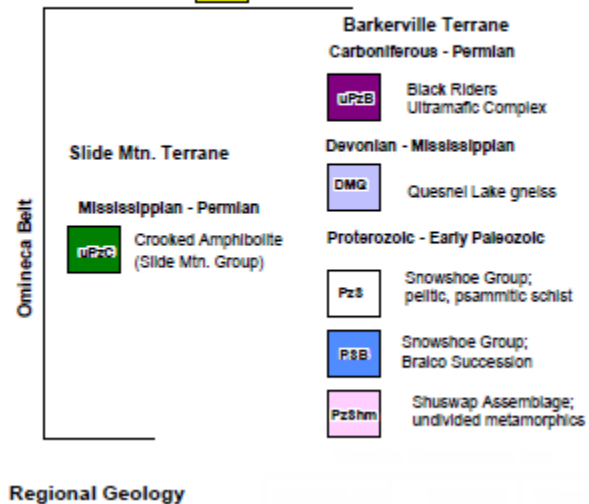 Barkerville Terrane
Carboniferous - Permian
uPzB
Black Riders
Ultramafic Complex
Slide Mtn. Terrane
Devonian - Mississippian
DMQ
Quesnel Lake gneiss
Mississippian - Permian
uPzC
Crooked Amphibolite
(Slide Mtn. Group)
Omineca Belt
Proterozoic - Early Paleozoic
PzS
Snowshoe Group;
pelitic, psammitic schist
PSB
Snowshoe Group;
Bralco Succession
PzShm
Shuswap Assemblage;
undivided metamorphics
Regional Geology